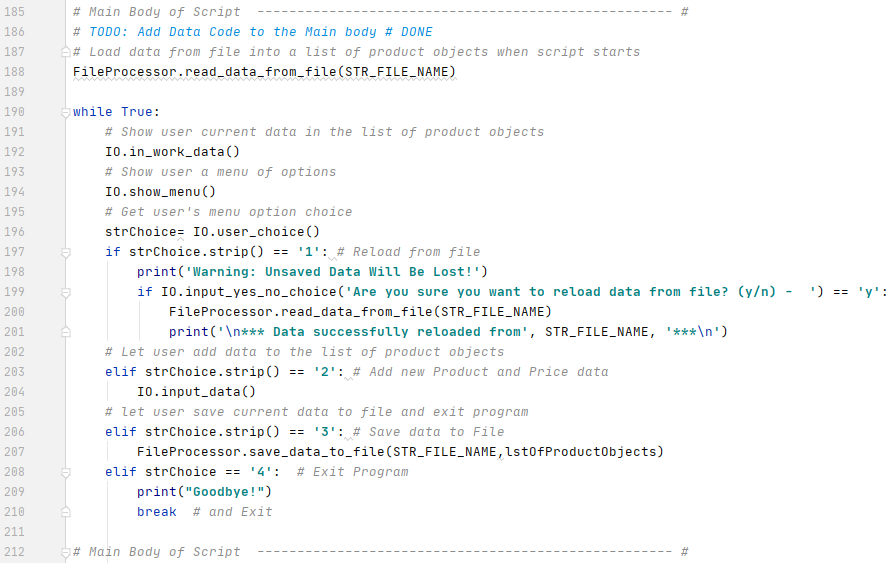 185 # Main Body of Script  ---------------------------------------------------- #
186 # TODO: Add Data Code to the Main body # DONE
187 # Load data from file into a list of product objects when script starts
188 FileProcessor.read_data_from_file(STR_FILE_NAME)
189
190 while True:
191     # Show user current data in the list of product objects
192     IO.in_work_data()
193     # Show user a menu of options
194     IO.show_menu()
195     # Get user's menu option choice
196     strChoice= IO.user_choice()
197     if strChoice.strip() == '1': # Reload from file
198         print('Warning: Unsaved Data Will Be Lost!')
199         if IO.input_yes_no_choice('Are you sure you want to reload data from file? (y/n) -  ') == 'y':
200             FileProcessor.read_data_from_file(STR_FILE_NAME)
201             print('\n*** Data successfully reloaded from', STR_FILE_NAME, '***\n')
202     # Let user add data to the list of product objects
203     elif strChoice.strip() == '2': # Add new Product and Price data
204         IO.input_data()
205     # let user save current data to file and exit program
206     elif strChoice.strip() == '3': # Save data to File
207         FileProcessor.save_data_to_file(STR_FILE_NAME,lstOfProductObjects)
208     elif strChoice == '4':  # Exit Program
209         print("Goodbye!")
210         break  # and Exit
211
212 # Main Body of Script  ---------------------------------------------------- #